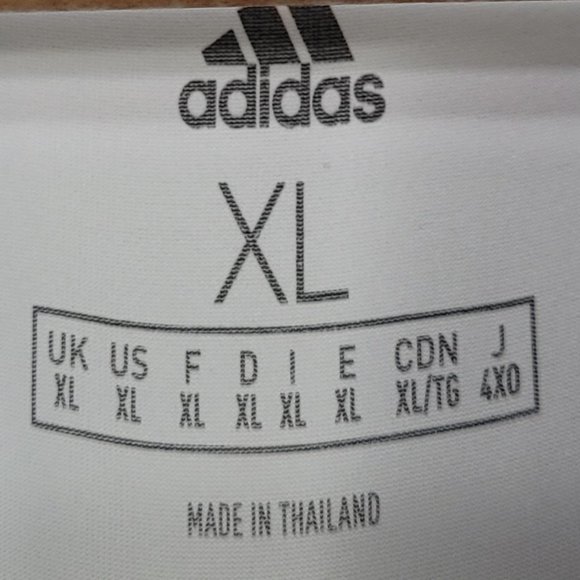 adidas
XL
UK US F D I E CDN J
XL XL XL XL XL XL XL/TG 4XO
MADE IN THAILAND